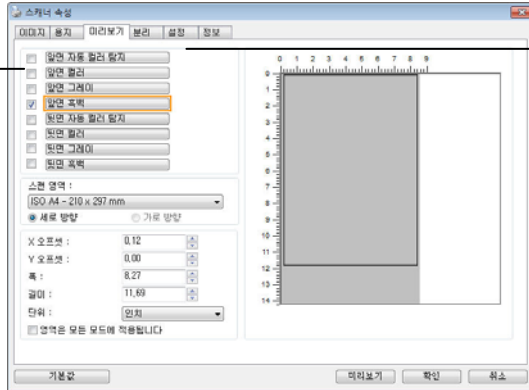 스캐너 속성
이미지 용지 미리보기 분리 설정 정보
앞면 자동 컬러 탐지
앞면 컬러
앞면 그레이
앞면 흑백
뒷면 자동 컬러 탐지
뒷면 컬러
뒷면 그레이
뒷면 흑백
스캔 영역 :
ISO A4 - 210 x 297 mm
세로 방향 가로 방향
X 오프셋 : 0,12
Y 오프셋 : 0,00
폭 : 8,27
길이 : 11,69
단위 : 인치
영역은 모든 모드에 적용됩니다
0 1 2 3 4 5 6 7 8 9
0
1
2
3
4
5
6
7
8
9
10
11
12
13
14
기본값 미리보기 확인 취소